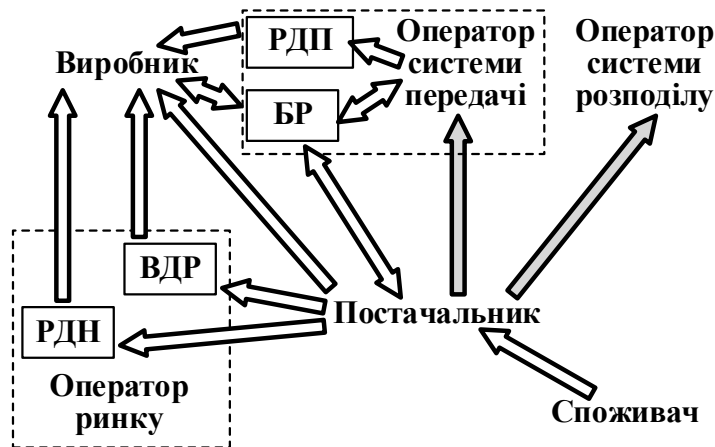 РДП
Оператор
системи
передачі
Оператор
системи
розподілу
Виробник
БР
ВДР
РДН
Оператор
ринку
Постачальник
Споживач